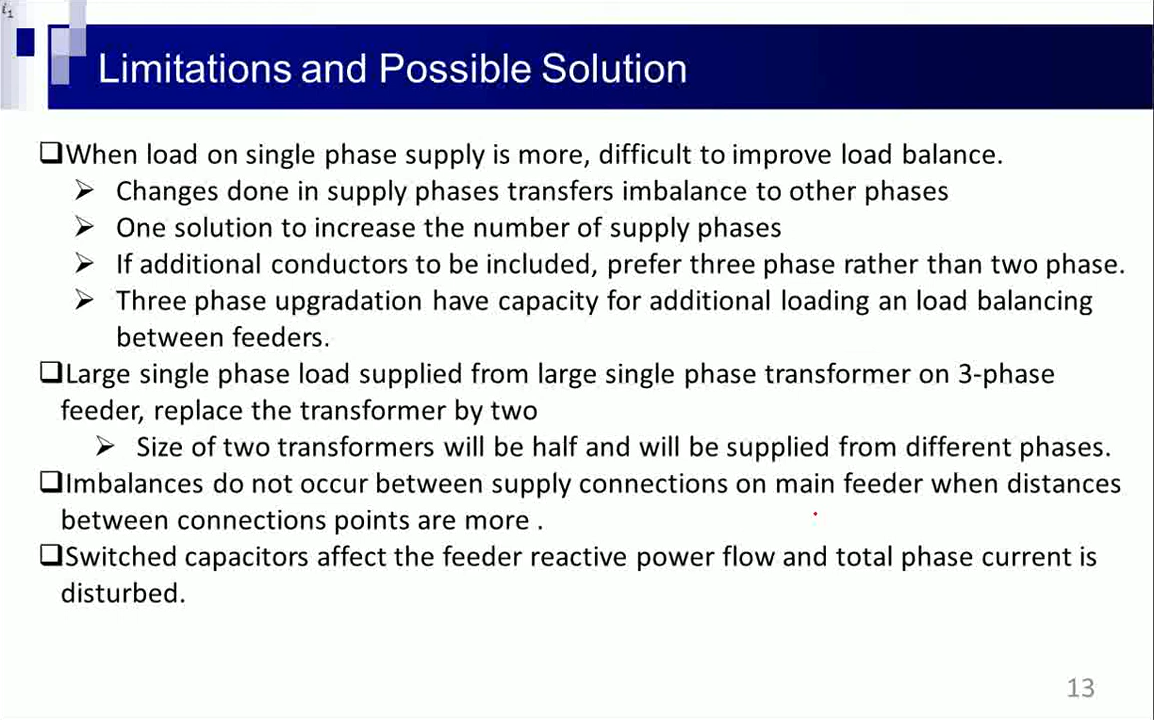 i₁
Limitations and Possible Solution
❑When load on single phase supply is more, difficult to improve load balance.
➢ Changes done in supply phases transfers imbalance to other phases
➢ One solution to increase the number of supply phases
➢ If additional conductors to be included, prefer three phase rather than two phase.
➢ Three phase upgradation have capacity for additional loading an load balancing
between feeders.
❑Large single phase load supplied from large single phase transformer on 3-phase
feeder, replace the transformer by two
➢ Size of two transformers will be half and will be supplied from different phases.
❑Imbalances do not occur between supply connections on main feeder when distances
between connections points are more .
❑Switched capacitors affect the feeder reactive power flow and total phase current is
disturbed.
13